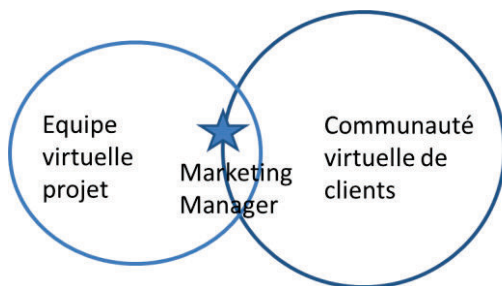 Equipe
virtuelle
projet
Marketing
Manager
Communauté
virtuelle de
clients